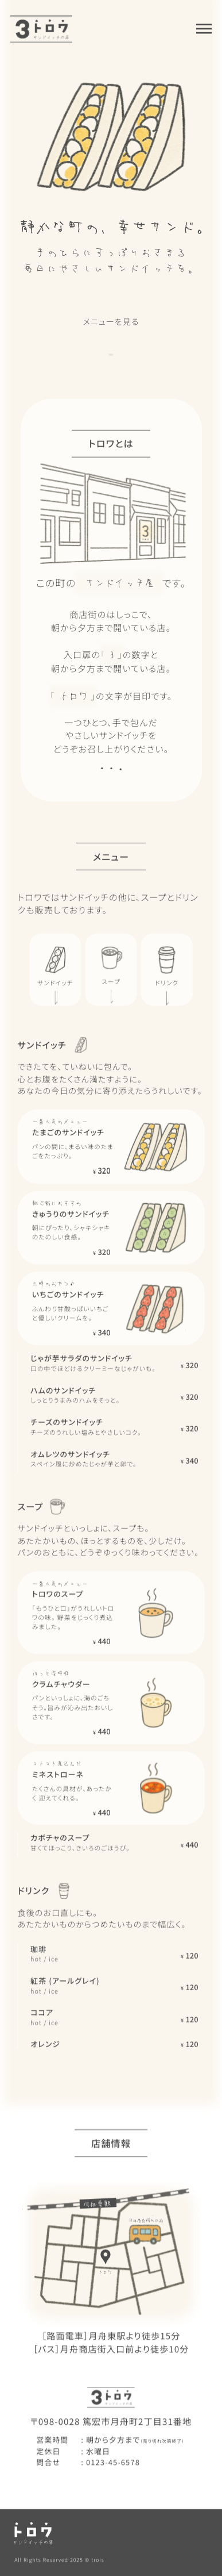 3 トロワ
サンドイッチの店
静かな町の、幸せサンド。
手のひらにすっぽりおさまる
毎日にやさしいサンドイッチを。
メニューを見る
トロワとは
3
この町の サンドイッチ屋 です。
商店街のはしっこで、
朝から夕方まで開いている店。
入口扉の「3」の数字と
朝から夕方まで開いている店。
「トロワ」の文字が目印です。
一つひとつ、手で包んだ
やさしいサンドイッチを
どうぞお召し上がりください。
・・・
メニュー
トロワではサンドイッチの他に、スープとドリン
クも販売しております。
サンドイッチ
スープ
ドリンク
サンドイッチ
できたてを、ていねいに包んで。
心とお腹をたくさん満たすように。
あなたの今日の気分に寄り添えたらうれしいです。
一番人気のメニュー
たまごのサンドイッチ
パンの間に、まるい味のたま
ごをたっぷり。
¥ 320
きゅうりのサンドイッチ
朝にぴったり、シャキシャキ
のたのしい食感。
¥ 320
いちごのサンドイッチ
ふんわり甘酸っぱいいちご
と優しいクリームを。
¥ 340
じゃが芋サラダのサンドイッチ
口の中でほどけるクリーミーなじゃがいも。
¥ 320
ハムのサンドイッチ
しっとりうまみのハムをそっと。
¥ 320
チーズのサンドイッチ
チーズのうれしい塩みとやさしいコク。
¥ 320
オムレツのサンドイッチ
スペイン風に炒めたじゃが芋と卵で。
¥ 340
スープ
サンドイッチといっしょに、スープも。
あたたかいもの、ほっとするものを、少しだけ。
パンのおともに、どうぞゆっくり味わってください。
一番人気のメニュー
トロワのスープ
「もうひと口」がうれしいトロ
ワの味。野菜をじっくり煮込
みました。
¥ 440
ほっと深呼吸
クラムチャウダー
パンといっしょに、海のごち
そう。旨みが沁み出たおいし
さです。
¥ 440
ことこと煮込んだ
ミネストローネ
たくさんの具材が、あったか
く迎えてくれる。
¥ 440
カボチャのスープ
甘くてほっこり、きいろのごほうび。
¥ 440
ドリンク
食後のお口直しにも。
あたたかいものからつめたいものまで幅広く。
珈琲
hot / ice
¥ 120
紅茶 (アールグレイ)
hot / ice
¥ 120
ココア
hot / ice
¥ 120
オレンジ
¥ 120
店舗情報
月舟東駅
[路面電車]月舟東駅より徒歩15分
[バス]月舟商店街入口前より徒歩10分
3 トロワ
サンドイッチの店
〒098-0028 篤宏市月舟町2丁目31番地
営業時間 ：朝から夕方まで(売り切れ次第終了)
定休日 ：水曜日
問合せ ：0123-45-6578
トロワ
サンドイッチの店
All Rights Reserved 2025 © trois